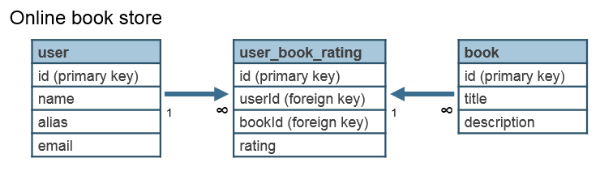 Online book store
user
id (primary key)
name
alias
email
1
∞
user_book_rating
id (primary key)
userId (foreign key)
bookId (foreign key)
rating
1
∞
book
id (primary key)
title
description